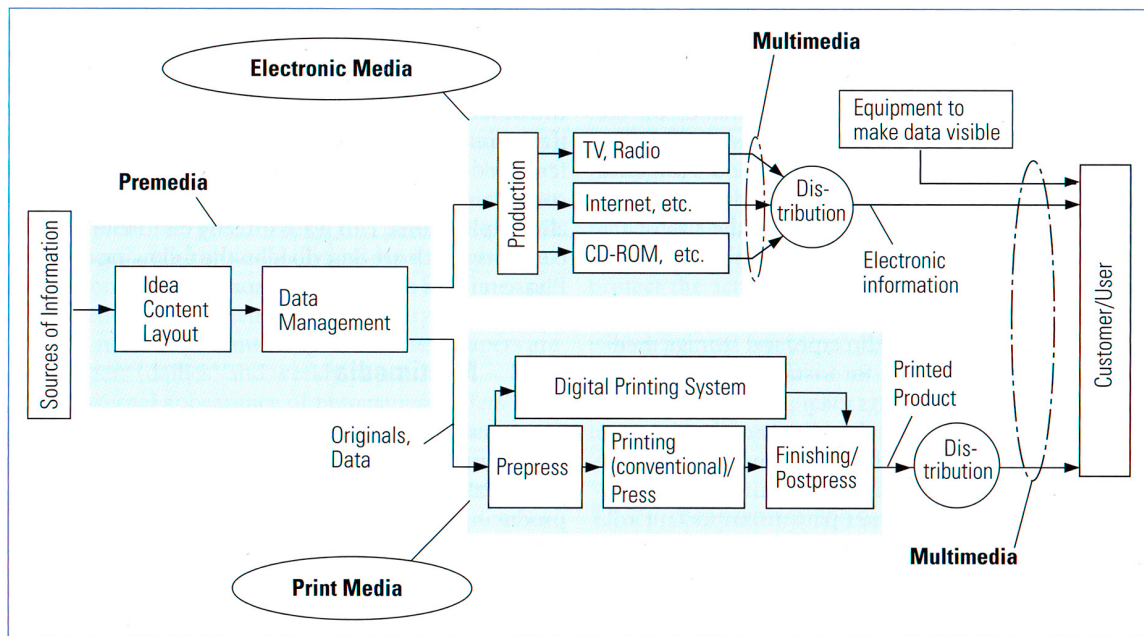 Multimedia
Electronic Media
Equipment to
make data visible
Premedia
Production
TV, Radio
Internet, etc.
CD-ROM, etc.
Dis-
tribution
Electronic
information
Sources of Information
Idea
Content
Layout
Data
Management
Customer/User
Originals,
Data
Digital Printing System
Printed
Product
Prepress
Printing
(conventional)/
Press
Finishing/
Postpress
Dis-
tribution
Print Media
Multimedia